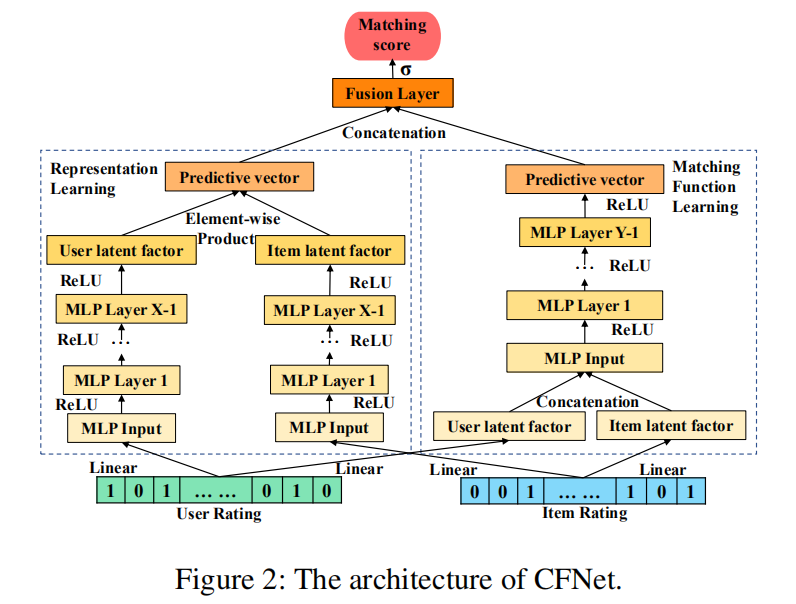 Matching
score
σ
Fusion Layer
Concatenation
Representation
Learning
Predictive vector
Element-wise
Product
User latent factor
Item latent factor
ReLU
ReLU
MLP Layer X-1
MLP Layer X-1
ReLU ...
... ReLU
MLP Layer 1
MLP Layer 1
ReLU
ReLU
MLP Input
MLP Input
Matching
Function
Learning
Predictive vector
ReLU
MLP Layer Y-1
... ReLU
MLP Layer 1
ReLU
MLP Input
Concatenation
User latent factor
Item latent factor
Linear
Linear
Linear
Linear
1 0 1 ... ... 0 1 0
User Rating
0 0 1 ... ... 1 0 1
Item Rating
Figure 2: The architecture of CFNet.